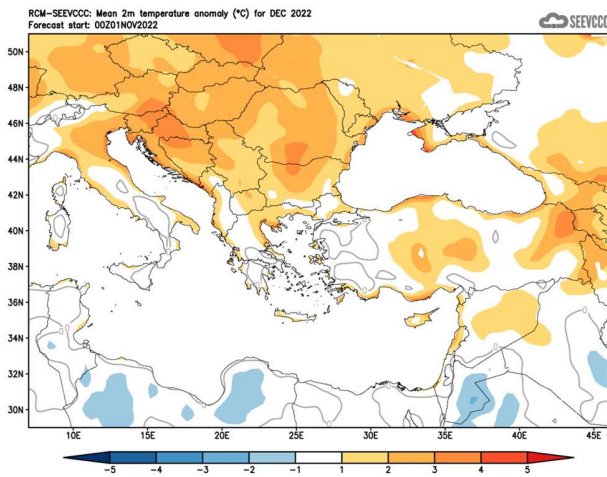 RCM-SEEVCCC: Mean 2m temperature anomaly (°C) for DEC 2022
Forecast start: 00Z01NOV2022
SEEVCCC
50N
48N
46N
44N
42N
40N
38N
36N
34N
32N
30N
10E 15E 20E 25E 30E 35E 40E 45E
-5 -4 -3 -2 -1 1 2 3 4 5